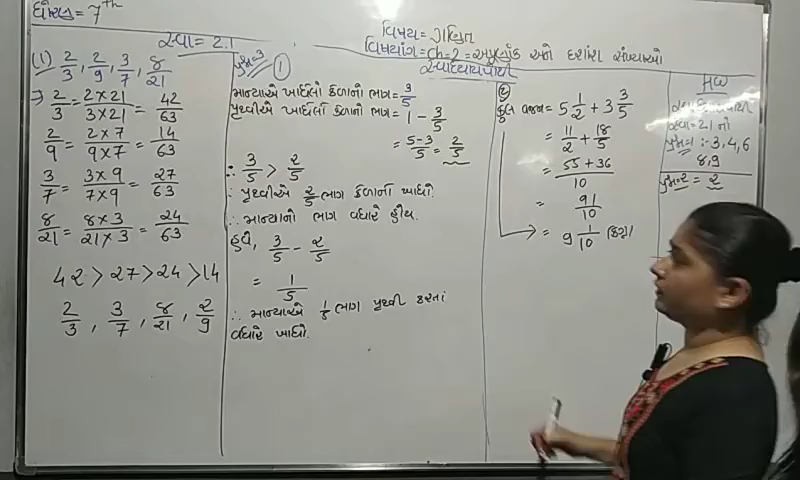 ધોરણ = 7th
વિષય = ગણિત
વિષયાંગ = Ch-2 = અપૂર્ણાંક અને દશાંશ સંખ્યાઓ
સ્વાધ્યાયપોથી
સ્વા = 2.1
(1) 2/3, 2/9, 3/7, 8/21
⇒ 2/3 = 2×21/3×21 = 42/63
2/9 = 2×7/9×7 = 14/63
3/7 = 3×9/7×9 = 27/63
8/21 = 8×3/21×3 = 24/63
42 > 27 > 24 > 14
2/3, 3/7, 8/21, 2/9
પ્રશ્ન=3
(1)
માન્યાએ ખાધેલો કેળાનો ભાગ = 3/5
પૃથ્વીએ ખાધેલો કેળાનો ભાગ = 1 - 3/5
= 5-3/5 = 2/5
∴ 3/5 > 2/5
∴ પૃથ્વીએ 2/5 ભાગ કેળાનો ખાધો.
∴ માન્યાનો ભાગ વધારે હોય.
હવે, 3/5 - 2/5
= 1/5
∴ માન્યાએ 1/5 ભાગ પૃથ્વી કરતાં
વધારે ખાધો.
કુલ વજન = 5 1/2 + 3 3/5
= 11/2 + 18/5
= 55 + 36/10
= 91/10
= 9 1/10 કિગ્રા
HW
સ્વા=2.1 નો
પ્રશ્ન=1 :- 3, 4, 6
8, 9
પ્રશ્ન=2 = 2